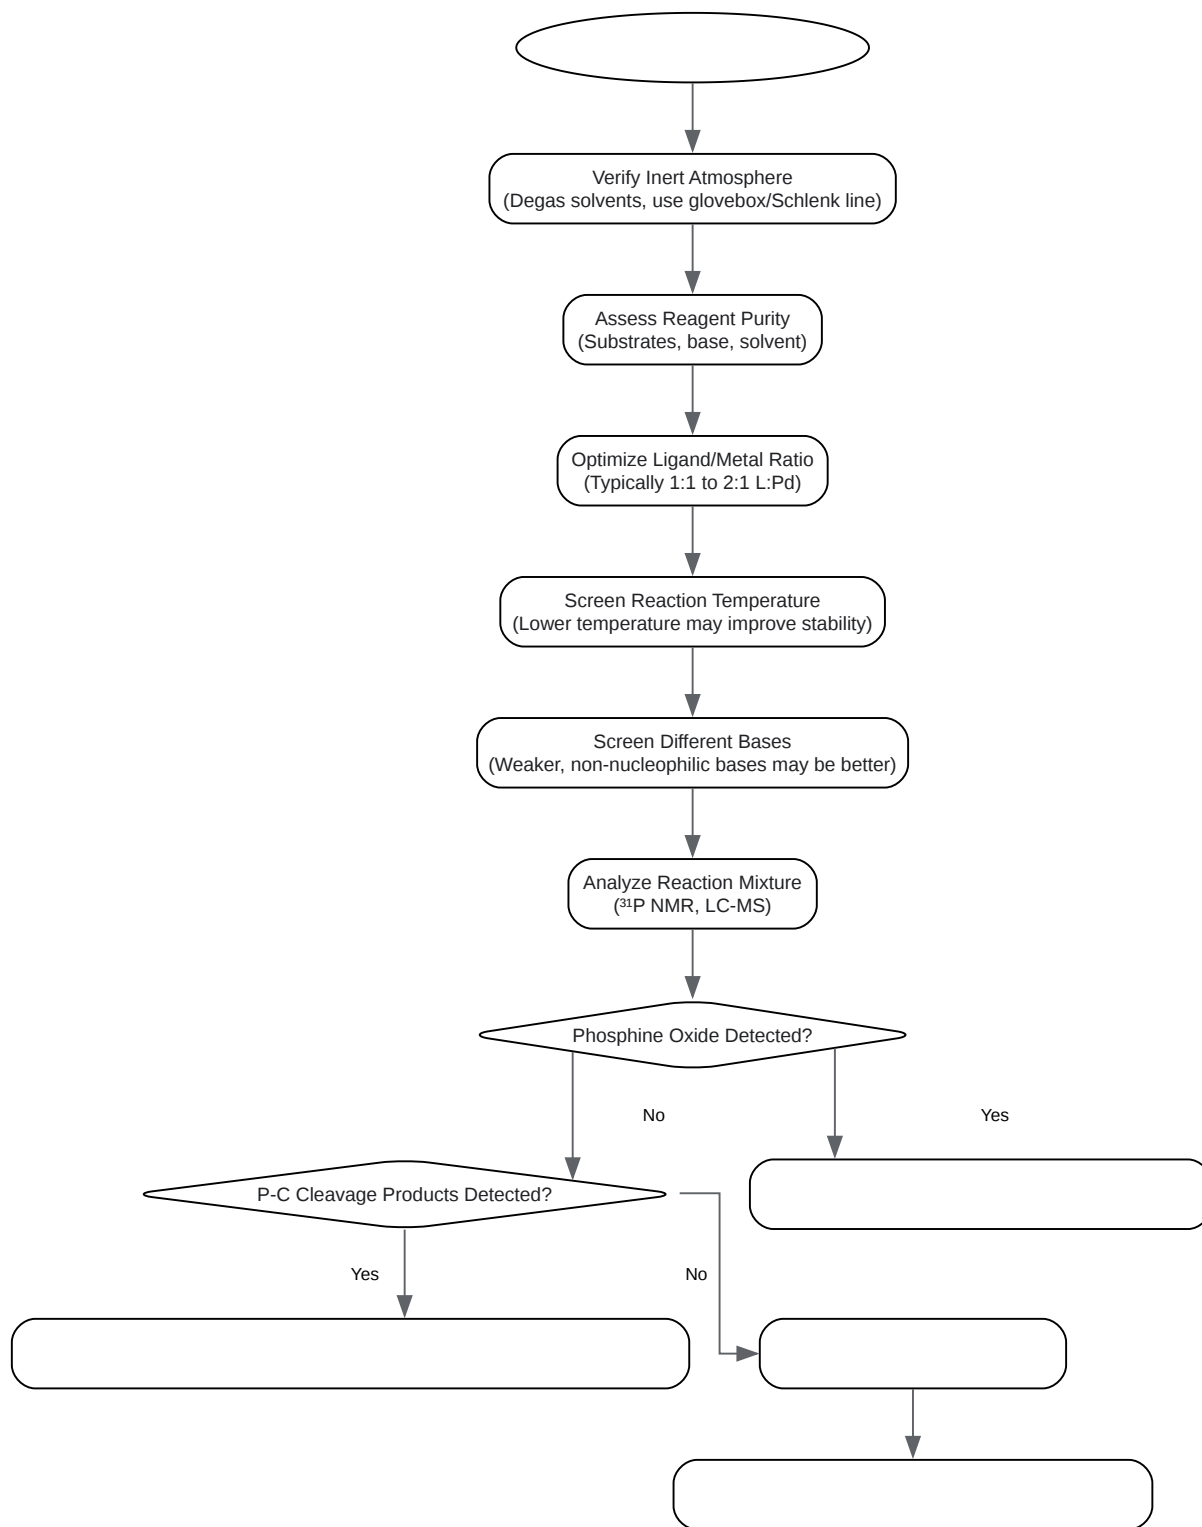 Verify Inert Atmosphere
(Degas solvents, use glovebox/Schlenk line)
Assess Reagent Purity
(Substrates, base, solvent)
Optimize Ligand/Metal Ratio
(Typically 1:1 to 2:1 L:Pd)
Screen Reaction Temperature
(Lower temperature may improve stability)
Screen Different Bases
(Weaker, non-nucleophilic bases may be better)
Analyze Reaction Mixture
(³¹P NMR, LC-MS)
Phosphine Oxide Detected?
No
Yes
P-C Cleavage Products Detected?
Yes
No